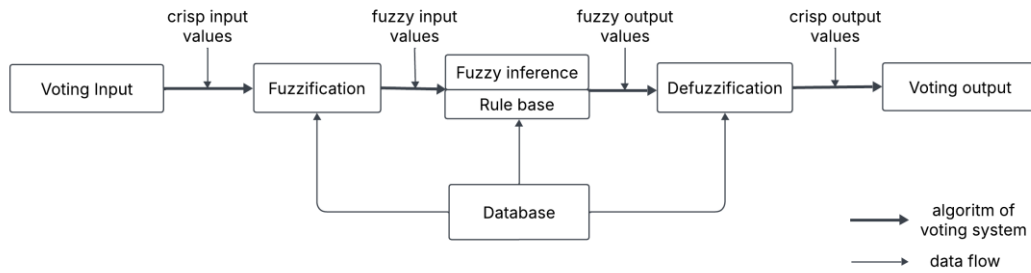 crisp input
values
fuzzy input
values
fuzzy output
values
crisp output
values
Voting Input
Fuzzification
Fuzzy inference
Rule base
Defuzzification
Voting output
Database
algoritm of
voting system
data flow